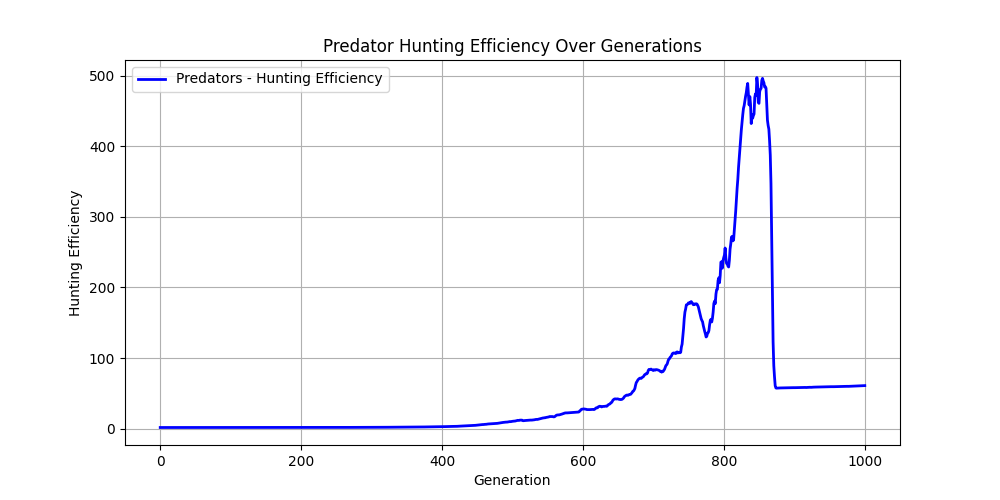 Predator Hunting Efficiency Over Generations
Predators - Hunting Efficiency
500
400
300
200
100
0
Hunting Efficiency
0 200 400 600 800 1000
Generation